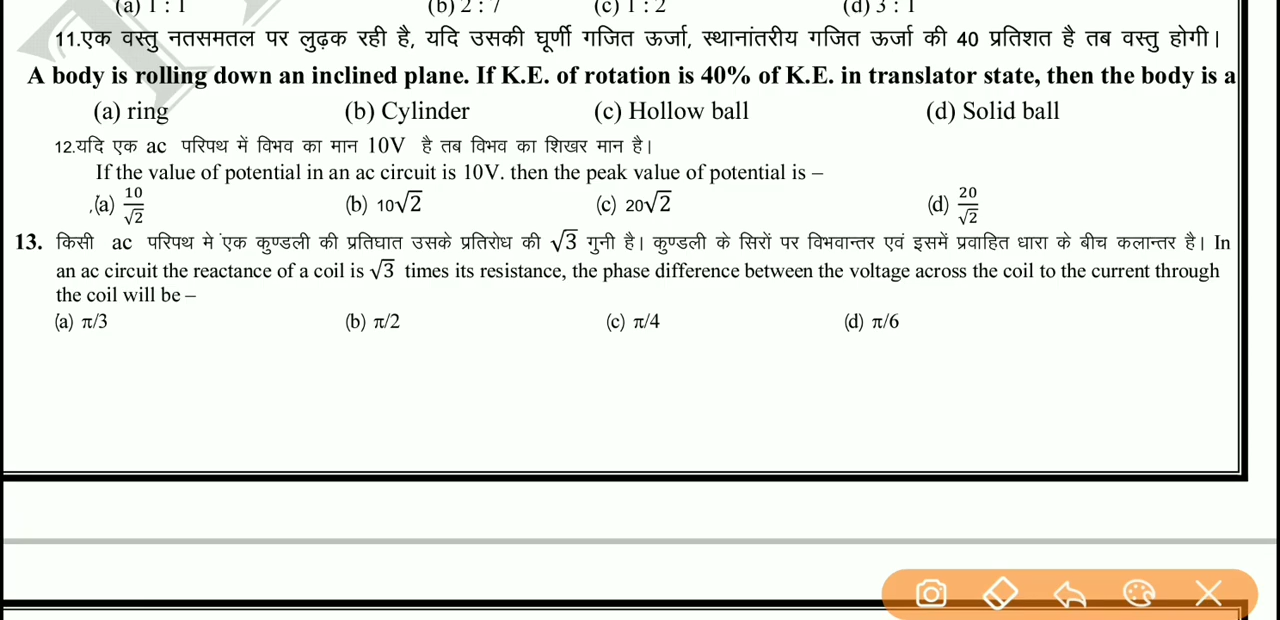 (a) 1 : 1 (b) 2 : 7 (c) 1 : 2 (d) 3 : 1
11.एक वस्तु नतसमतल पर लुढ़क रही है, यदि उसकी घूर्णी गजित ऊर्जा, स्थानांतरीय गजित ऊर्जा की 40 प्रतिशत है तब वस्तु होगी।
A body is rolling down an inclined plane. If K.E. of rotation is 40% of K.E. in translator state, then the body is a
(a) ring (b) Cylinder (c) Hollow ball (d) Solid ball
12.यदि एक ac परिपथ में विभव का मान 10V है तब विभव का शिखर मान है।
If the value of potential in an ac circuit is 10V. then the peak value of potential is –
(a) 10/√2 (b) 10√2 (c) 20√2 (d) 20/√2
13. किसी ac परिपथ मे एक कुण्डली की प्रतिघात उसके प्रतिरोध की √3 गुनी है। कुण्डली के सिरों पर विभवान्तर एवं इसमें प्रवाहित धारा के बीच कलान्तर है। In
an ac circuit the reactance of a coil is √3 times its resistance, the phase difference between the voltage across the coil to the current through
the coil will be –
(a) π/3 (b) π/2 (c) π/4 (d) π/6